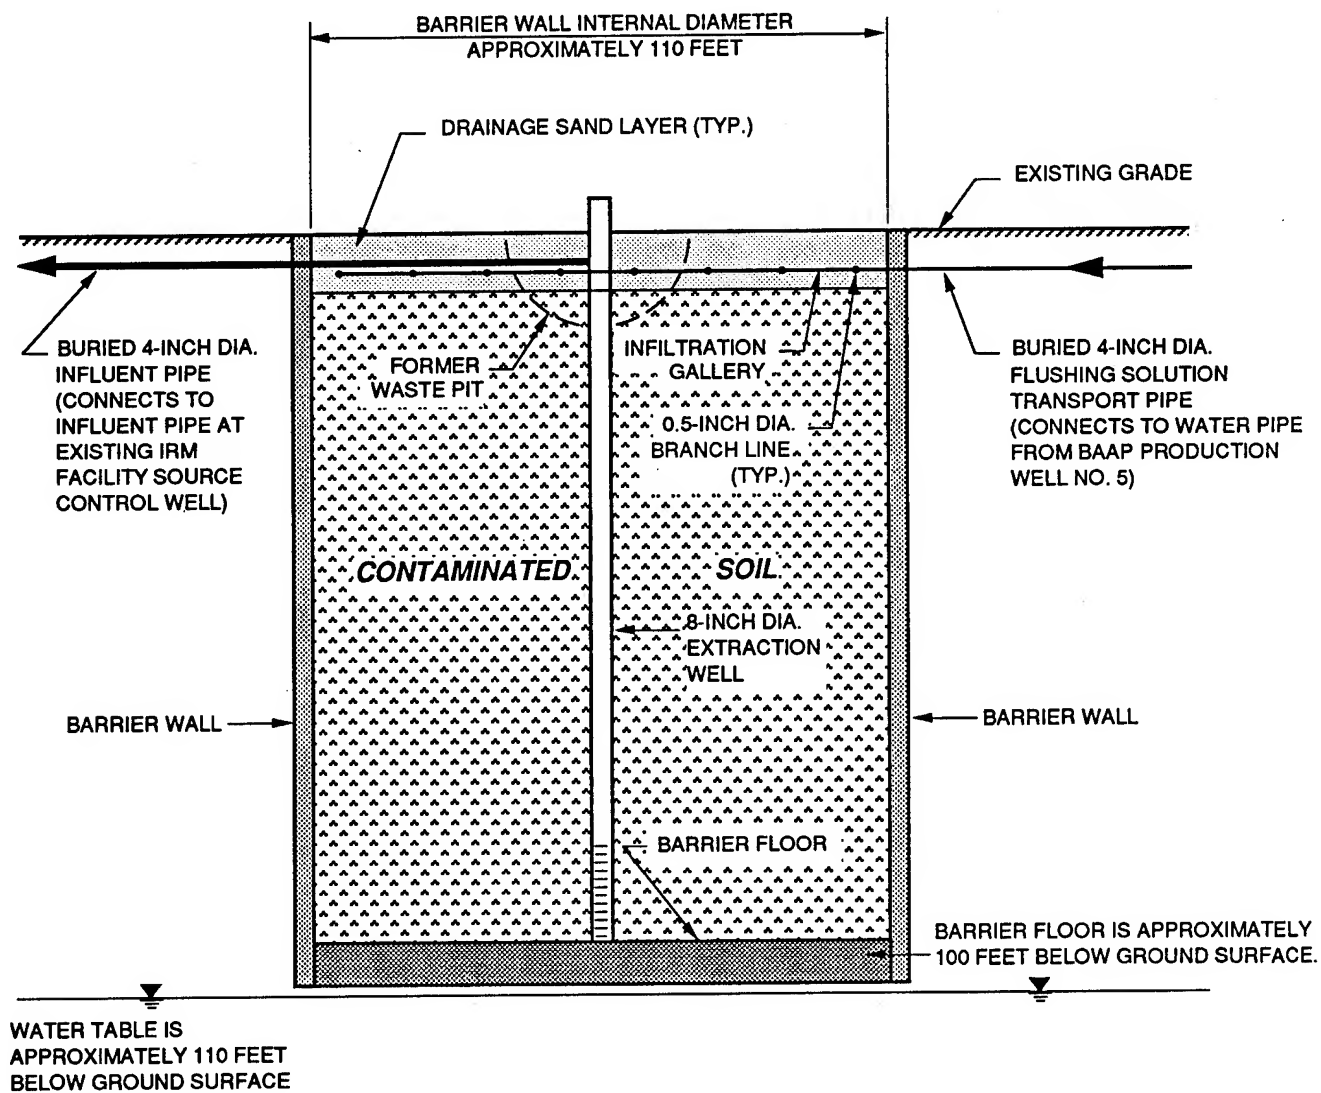 BARRIER WALL INTERNAL DIAMETER
APPROXIMATELY 110 FEET
DRAINAGE SAND LAYER (TYP.)
EXISTING GRADE
BURIED 4-INCH DIA.
INFLUENT PIPE
(CONNECTS TO
INFLUENT PIPE AT
EXISTING IRM
FACILITY SOURCE
CONTROL WELL)
FORMER
WASTE PIT
INFILTRATION
GALLERY
0.5-INCH DIA.
BRANCH LINE
(TYP.)
BURIED 4-INCH DIA.
FLUSHING SOLUTION
TRANSPORT PIPE
(CONNECTS TO WATER PIPE
FROM BAAP PRODUCTION
WELL NO. 5)
CONTAMINATED SOIL
8-INCH DIA.
EXTRACTION
WELL
BARRIER WALL
BARRIER WALL
BARRIER FLOOR
BARRIER FLOOR IS APPROXIMATELY
100 FEET BELOW GROUND SURFACE.
WATER TABLE IS
APPROXIMATELY 110 FEET
BELOW GROUND SURFACE